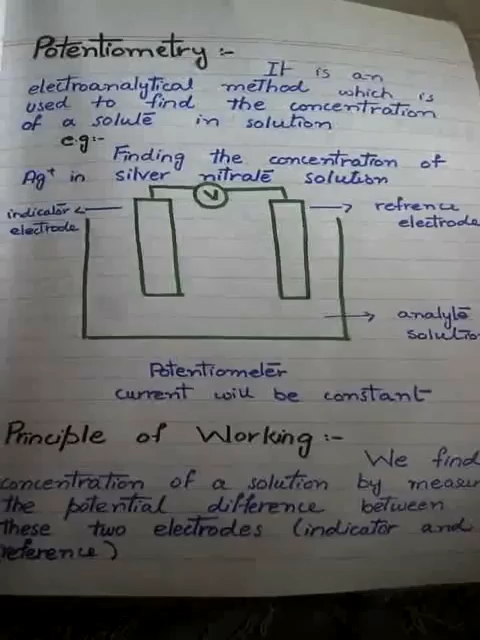 Potentiometry :-
It is an
electroanalytical method which is
used to find the concentration
of a solute in solution
e.g:-
Finding the concentration of
Ag+ in silver nitrate solution
V
indicator
electrode
refrence
electrode
analyte
solutio
Potentiometer
current will be constant
Principle of Working :-
We find
concentration of a solution by measur
the potential difference between
these two electrodes (indicator and
reference)